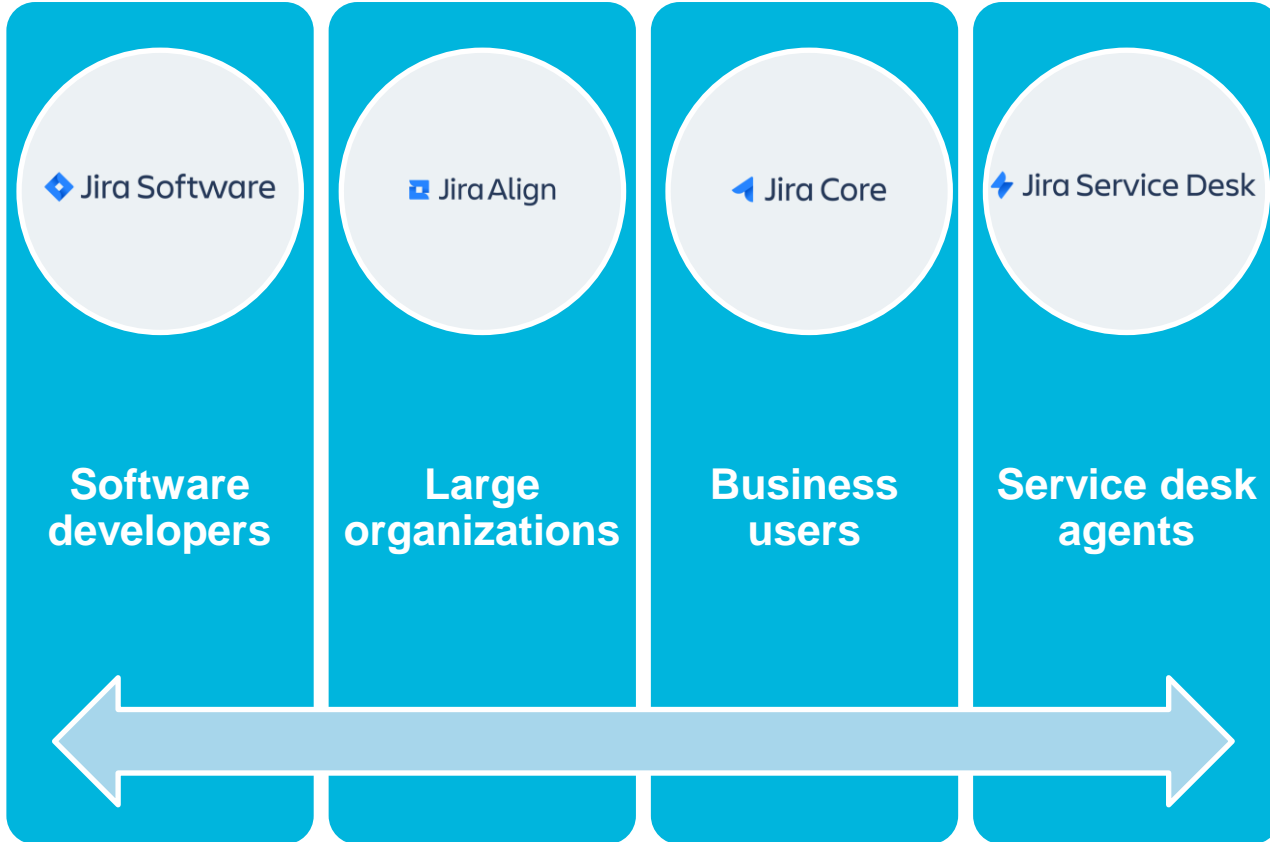 Jira Software
Jira Align
Jira Core
Jira Service Desk
Software
developers
Large
organizations
Business
users
Service desk
agents